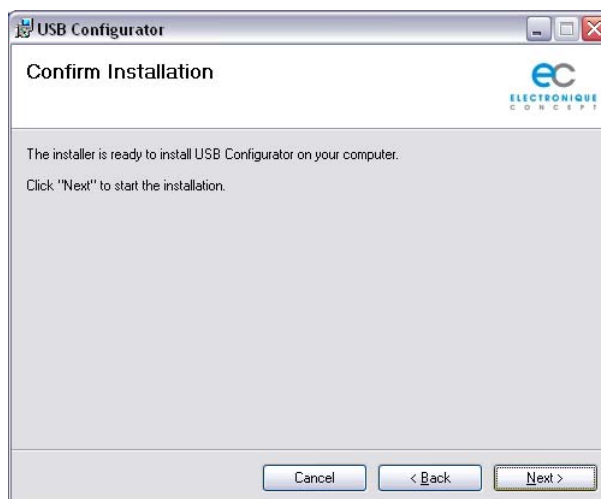 USB Configurator
Confirm Installation
ec
ELECTRONIQUE
CONCEPT
The installer is ready to install USB Configurator on your computer.
Click "Next" to start the installation.
Cancel
< Back
Next >